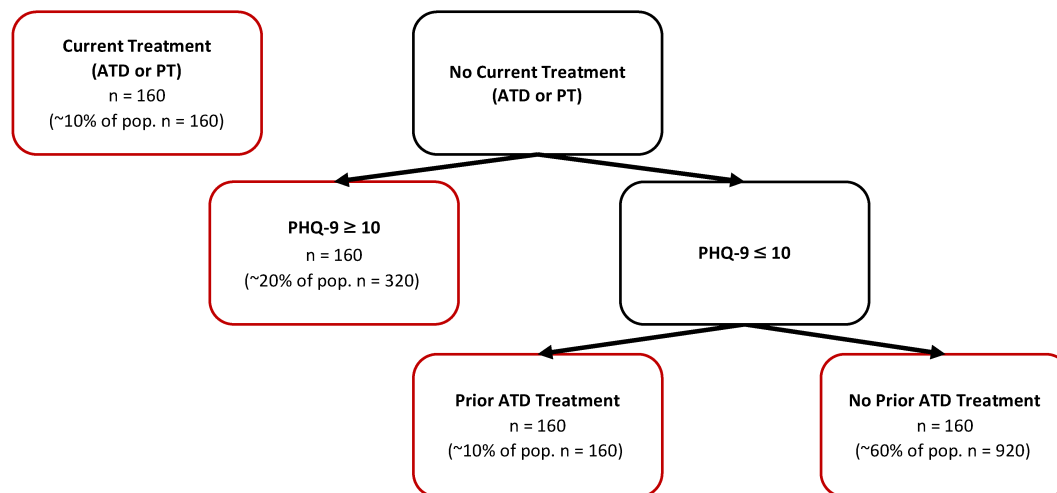 Current Treatment
(ATD or PT)
n = 160
(~10% of pop. n = 160)
No Current Treatment
(ATD or PT)
PHQ-9 ≥ 10
n = 160
(~20% of pop. n = 320)
PHQ-9 ≤ 10
Prior ATD Treatment
n = 160
(~10% of pop. n = 160)
No Prior ATD Treatment
n = 160
(~60% of pop. n = 920)